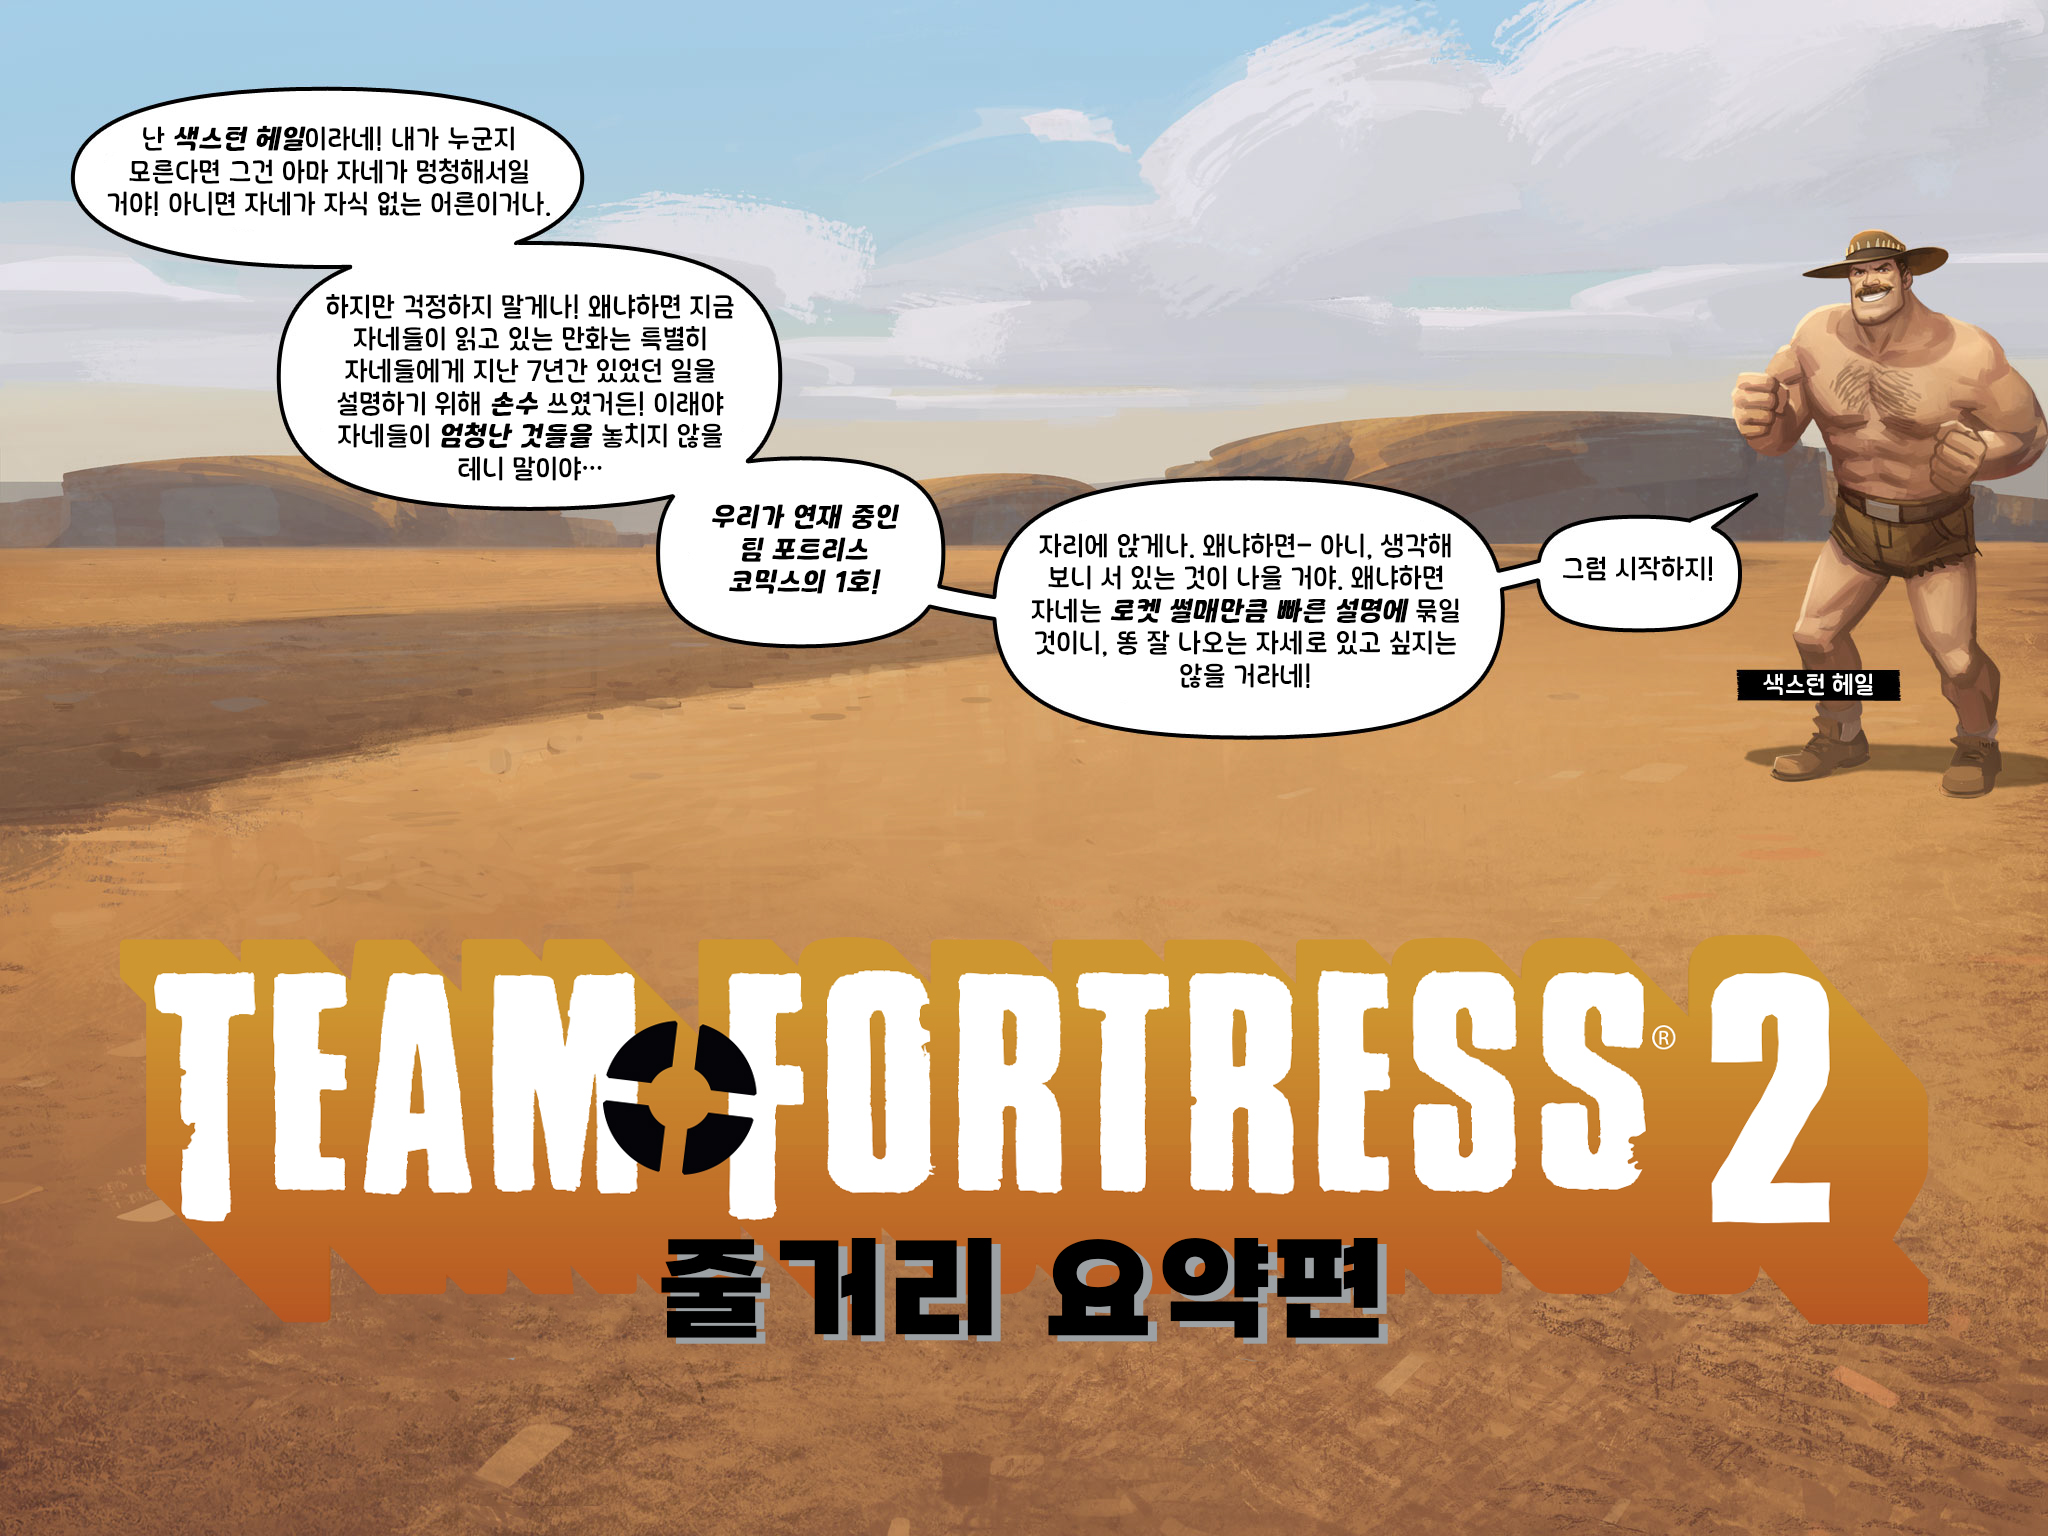 난 색스턴 헤일이라네! 내가 누군지
모른다면 그건 아마 자네가 멍청해서일
거야! 아니면 자네가 자식 없는 어른이거나.
하지만 걱정하지 말게나! 왜냐하면 지금
자네들이 읽고 있는 만화는 특별히
자네들에게 지난 7년간 있었던 일을
설명하기 위해 손수 쓰였거든! 이래야
자네들이 엄청난 것들을 놓치지 않을
테니 말이야…
우리가 연재 중인
팀 포트리스
코믹스의 1호!
자리에 앉게나. 왜냐하면– 아니, 생각해
보니 서 있는 것이 나을 거야. 왜냐하면
자네는 로켓 썰매만큼 빠른 설명에 묶일
것이니, 똥 잘 나오는 자세로 있고 싶지는
않을 거라네!
그럼 시작하지!
색스턴 헤일
TEAM FORTRESS® 2
줄거리 요약편